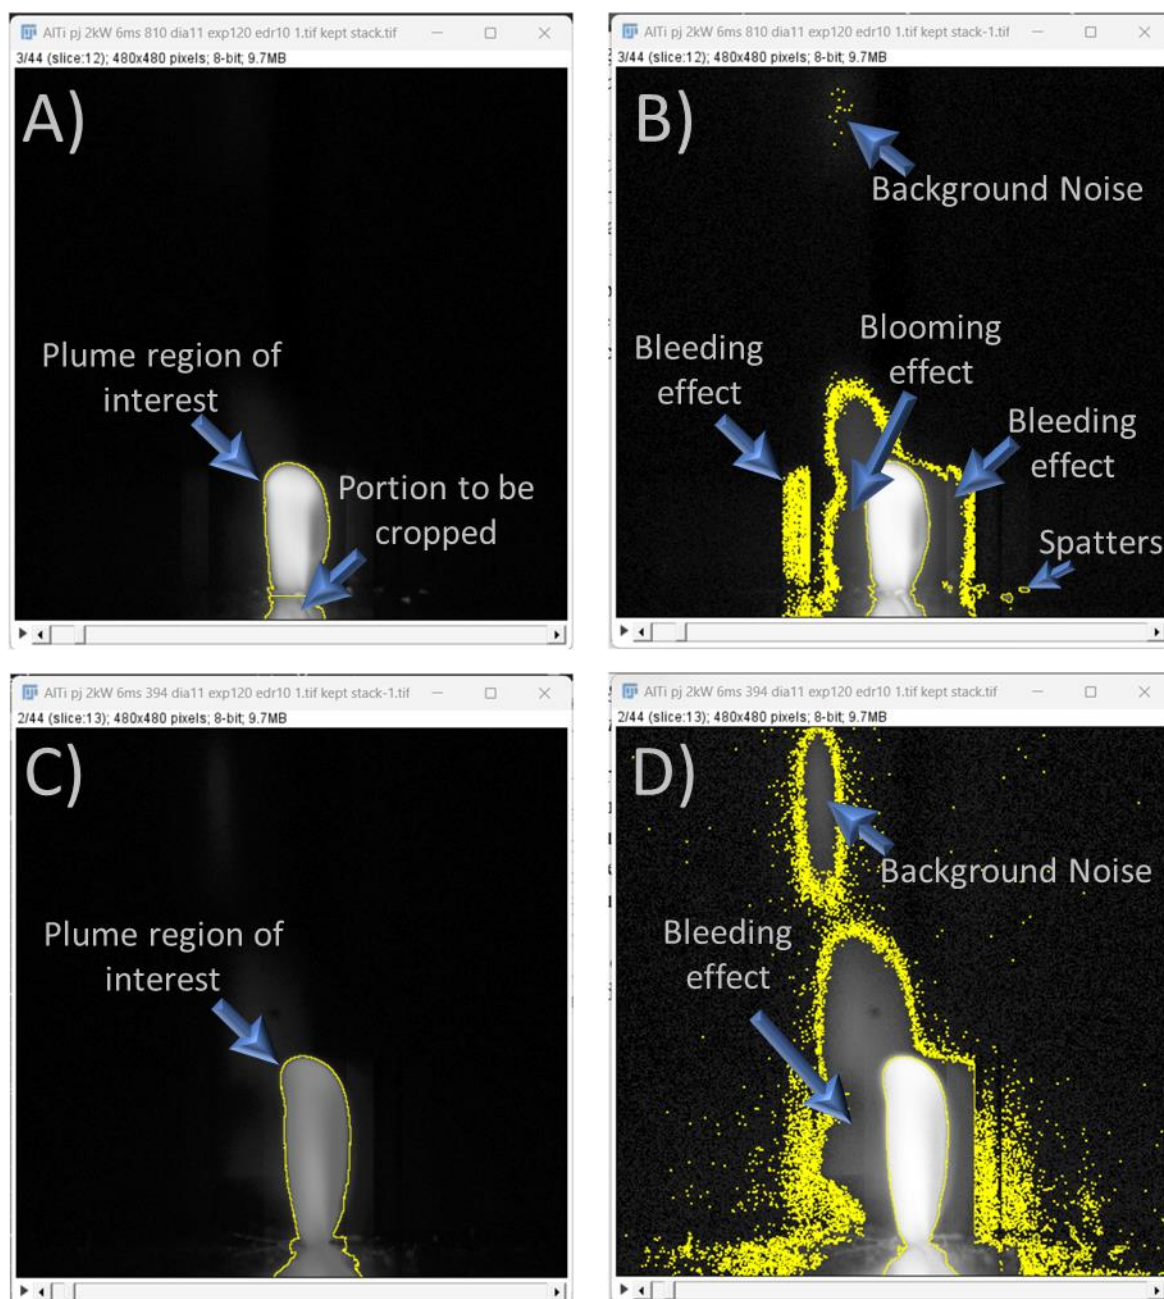 AlTi pj 2kW 6ms 810 dia11 exp120 edr10 1.tif kept stack.tif
3/44 (slice:12); 480x480 pixels; 8-bit; 9.7MB
A)
Plume region of
interest
Portion to be
cropped
AlTi pj 2kW 6ms 810 dia11 exp120 edr10 1.tif kept stack-1.tif
3/44 (slice:12); 480x480 pixels; 8-bit; 9.7MB
B)
Background Noise
Blooming
effect
Bleeding
effect
Bleeding
effect
Spatters
AlTi pj 2kW 6ms 394 dia11 exp120 edr10 1.tif kept stack-1.tif
2/44 (slice:13); 480x480 pixels; 8-bit; 9.7MB
C)
Plume region of
interest
AlTi pj 2kW 6ms 394 dia11 exp120 edr10 1.tif kept stack.tif
2/44 (slice:13); 480x480 pixels; 8-bit; 9.7MB
D)
Background Noise
Bleeding
effect